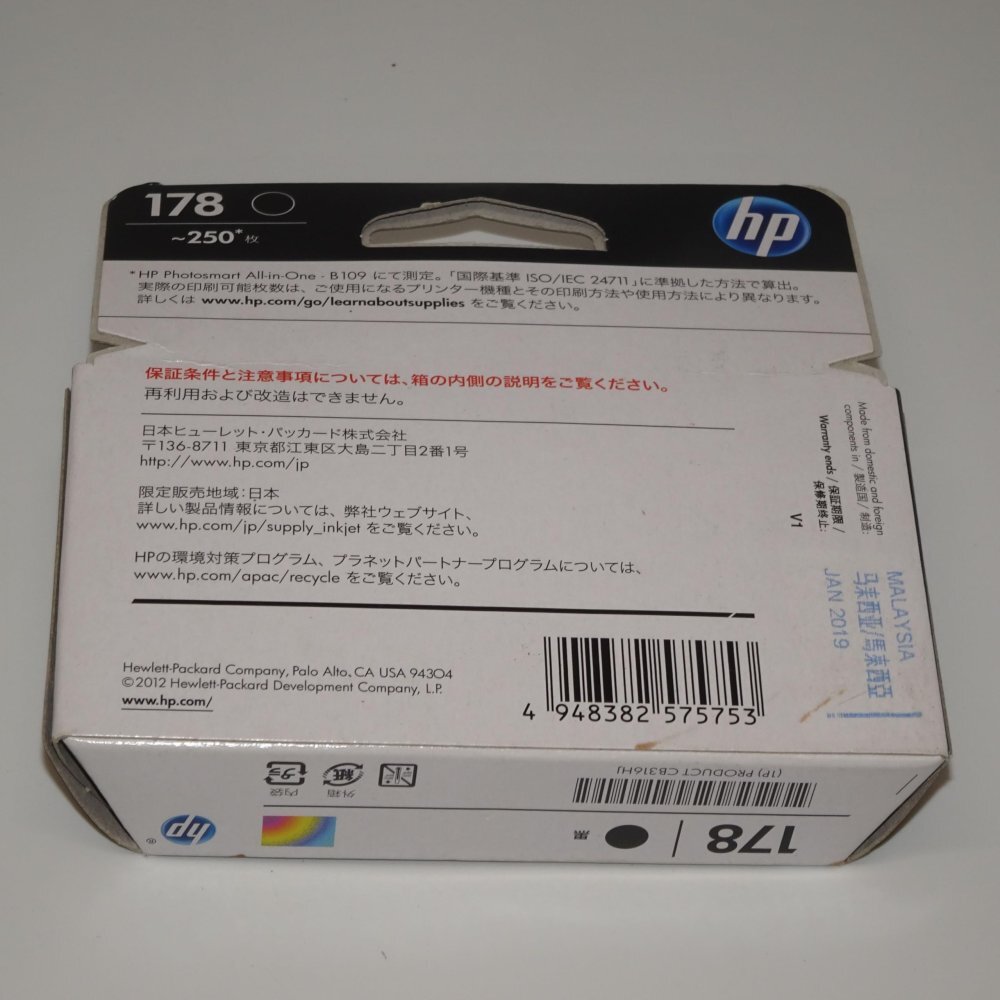 178
~250*枚
hp
*HP Photosmart All-in-One - B109 にて測定。「国際基準 ISO/IEC 24711」に準拠した方法で算出。
実際の印刷可能枚数は、ご使用になるプリンター機種とその印刷方法や使用方法により異なります。
詳しくは www.hp.com/go/learnaboutsupplies をご覧ください。
保証条件と注意事項については、箱の内側の説明をご覧ください。
再利用および改造はできません。
日本ヒューレット・パッカード株式会社
〒136-8711 東京都江東区大島二丁目2番1号
http://www.hp.com/jp
限定販売地域:日本
詳しい製品情報については、弊社ウェブサイト、
www.hp.com/jp/supply_inkjet をご覧ください。
HPの環境対策プログラム、プラネットパートナープログラムについては、
www.hp.com/apac/recycle をご覧ください。
Made from domestic and foreign
components in / 製造国 / 制造:
Warranty ends / 保証期限 /
保修期终止:
V1
MALAYSIA
马来西亚/馬來西亞
JAN 2019
Hewlett-Packard Company, Palo Alto, CA USA 94304
©2012 Hewlett-Packard Development Company, L.P.
www.hp.com/
4 948382 575753
(1P) PRODUCT CB316HJ
178
黒
プラ
内袋
紙
外箱
hp®